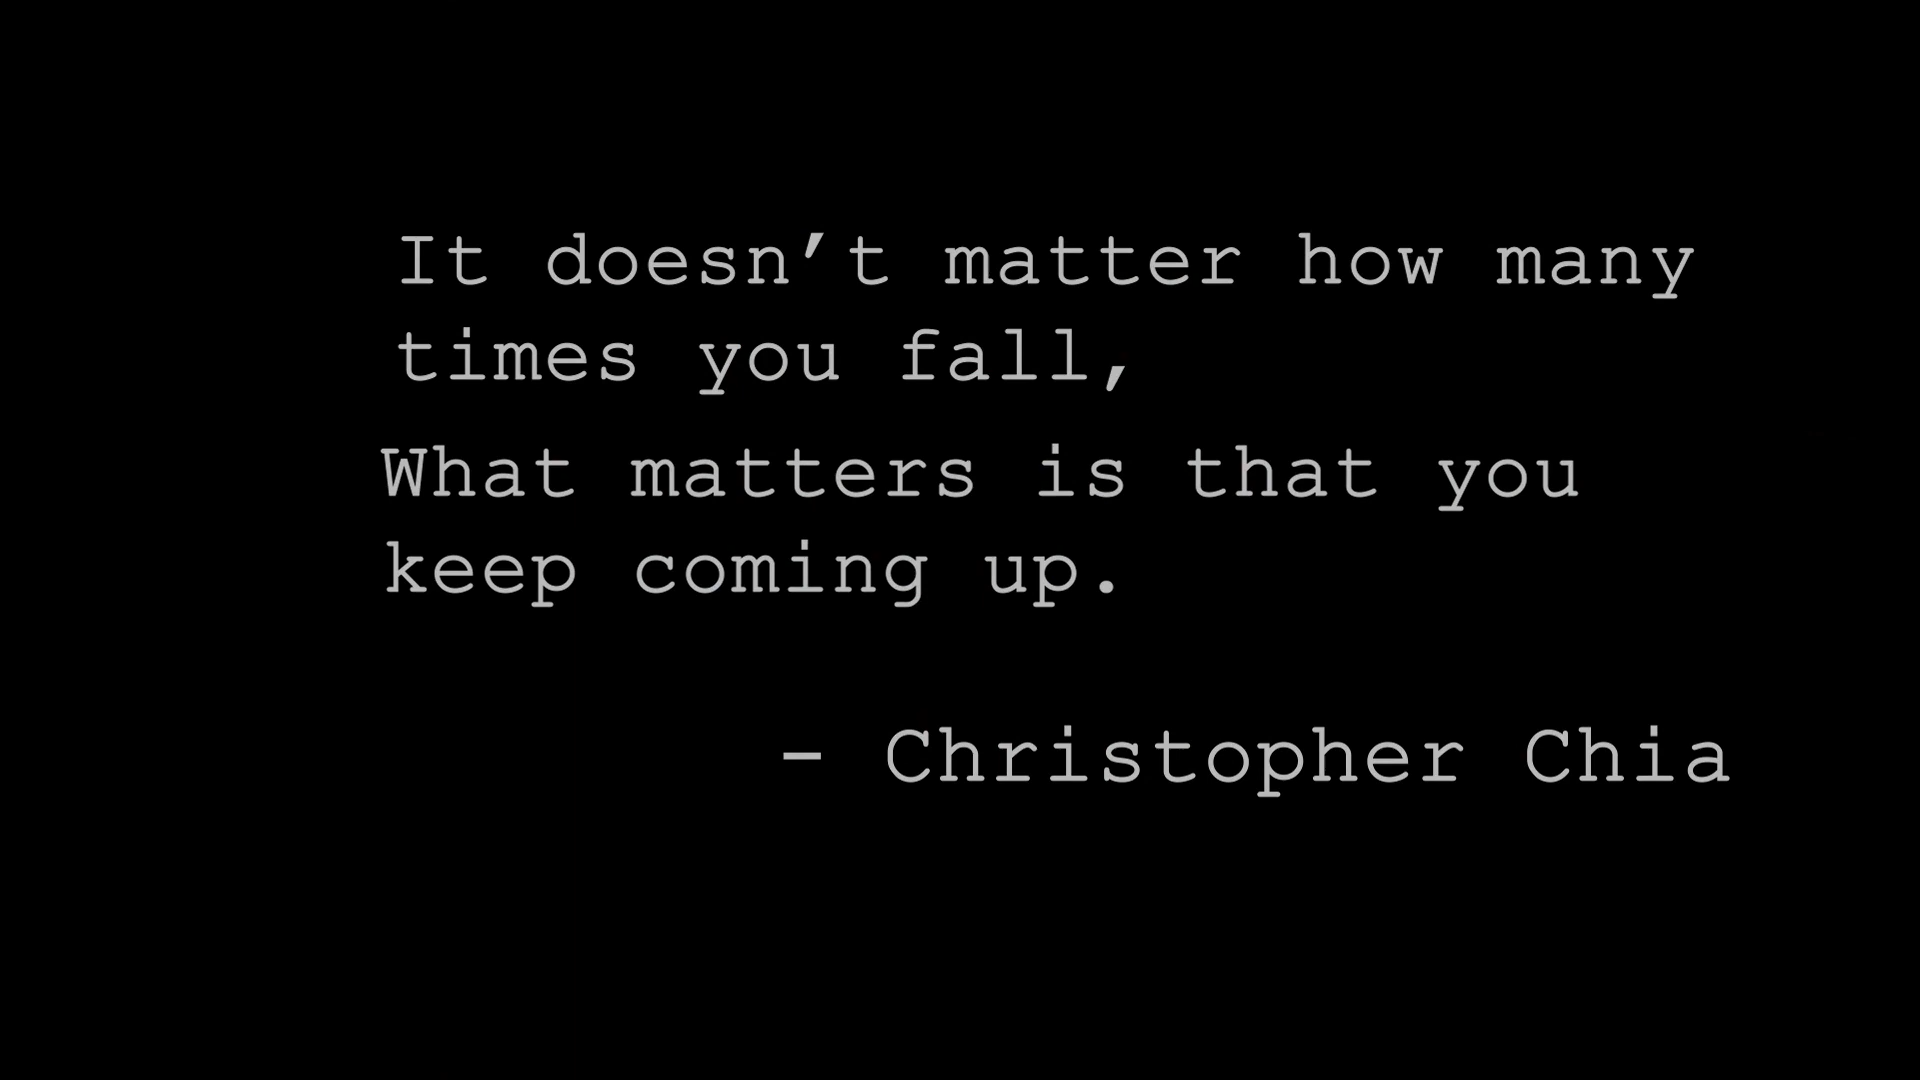 It doesn’t matter how many
times you fall,
What matters is that you
keep coming up.
- Christopher Chia